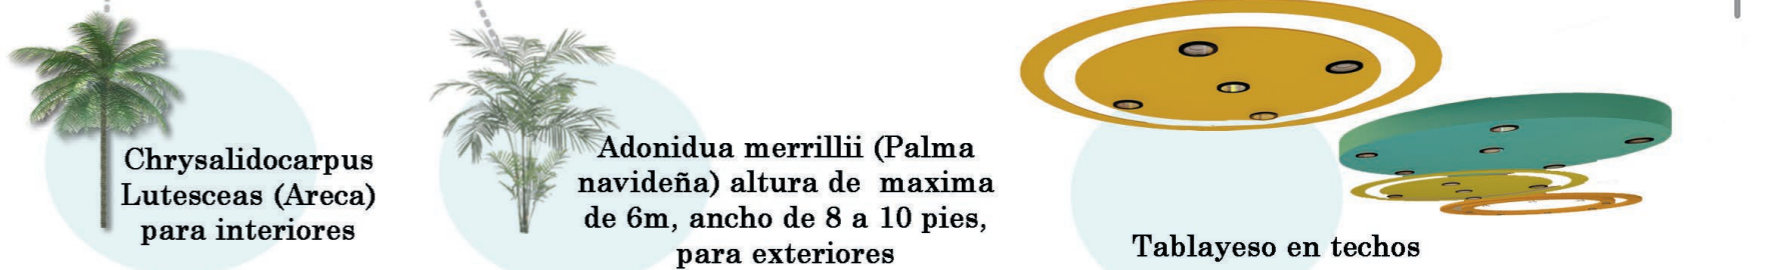 Chrysalidocarpus
Lutesceas (Areca)
para interiores
Adonidua merrillii (Palma
navideña) altura de maxima
de 6m, ancho de 8 a 10 pies,
para exteriores
Tablayeso en techos